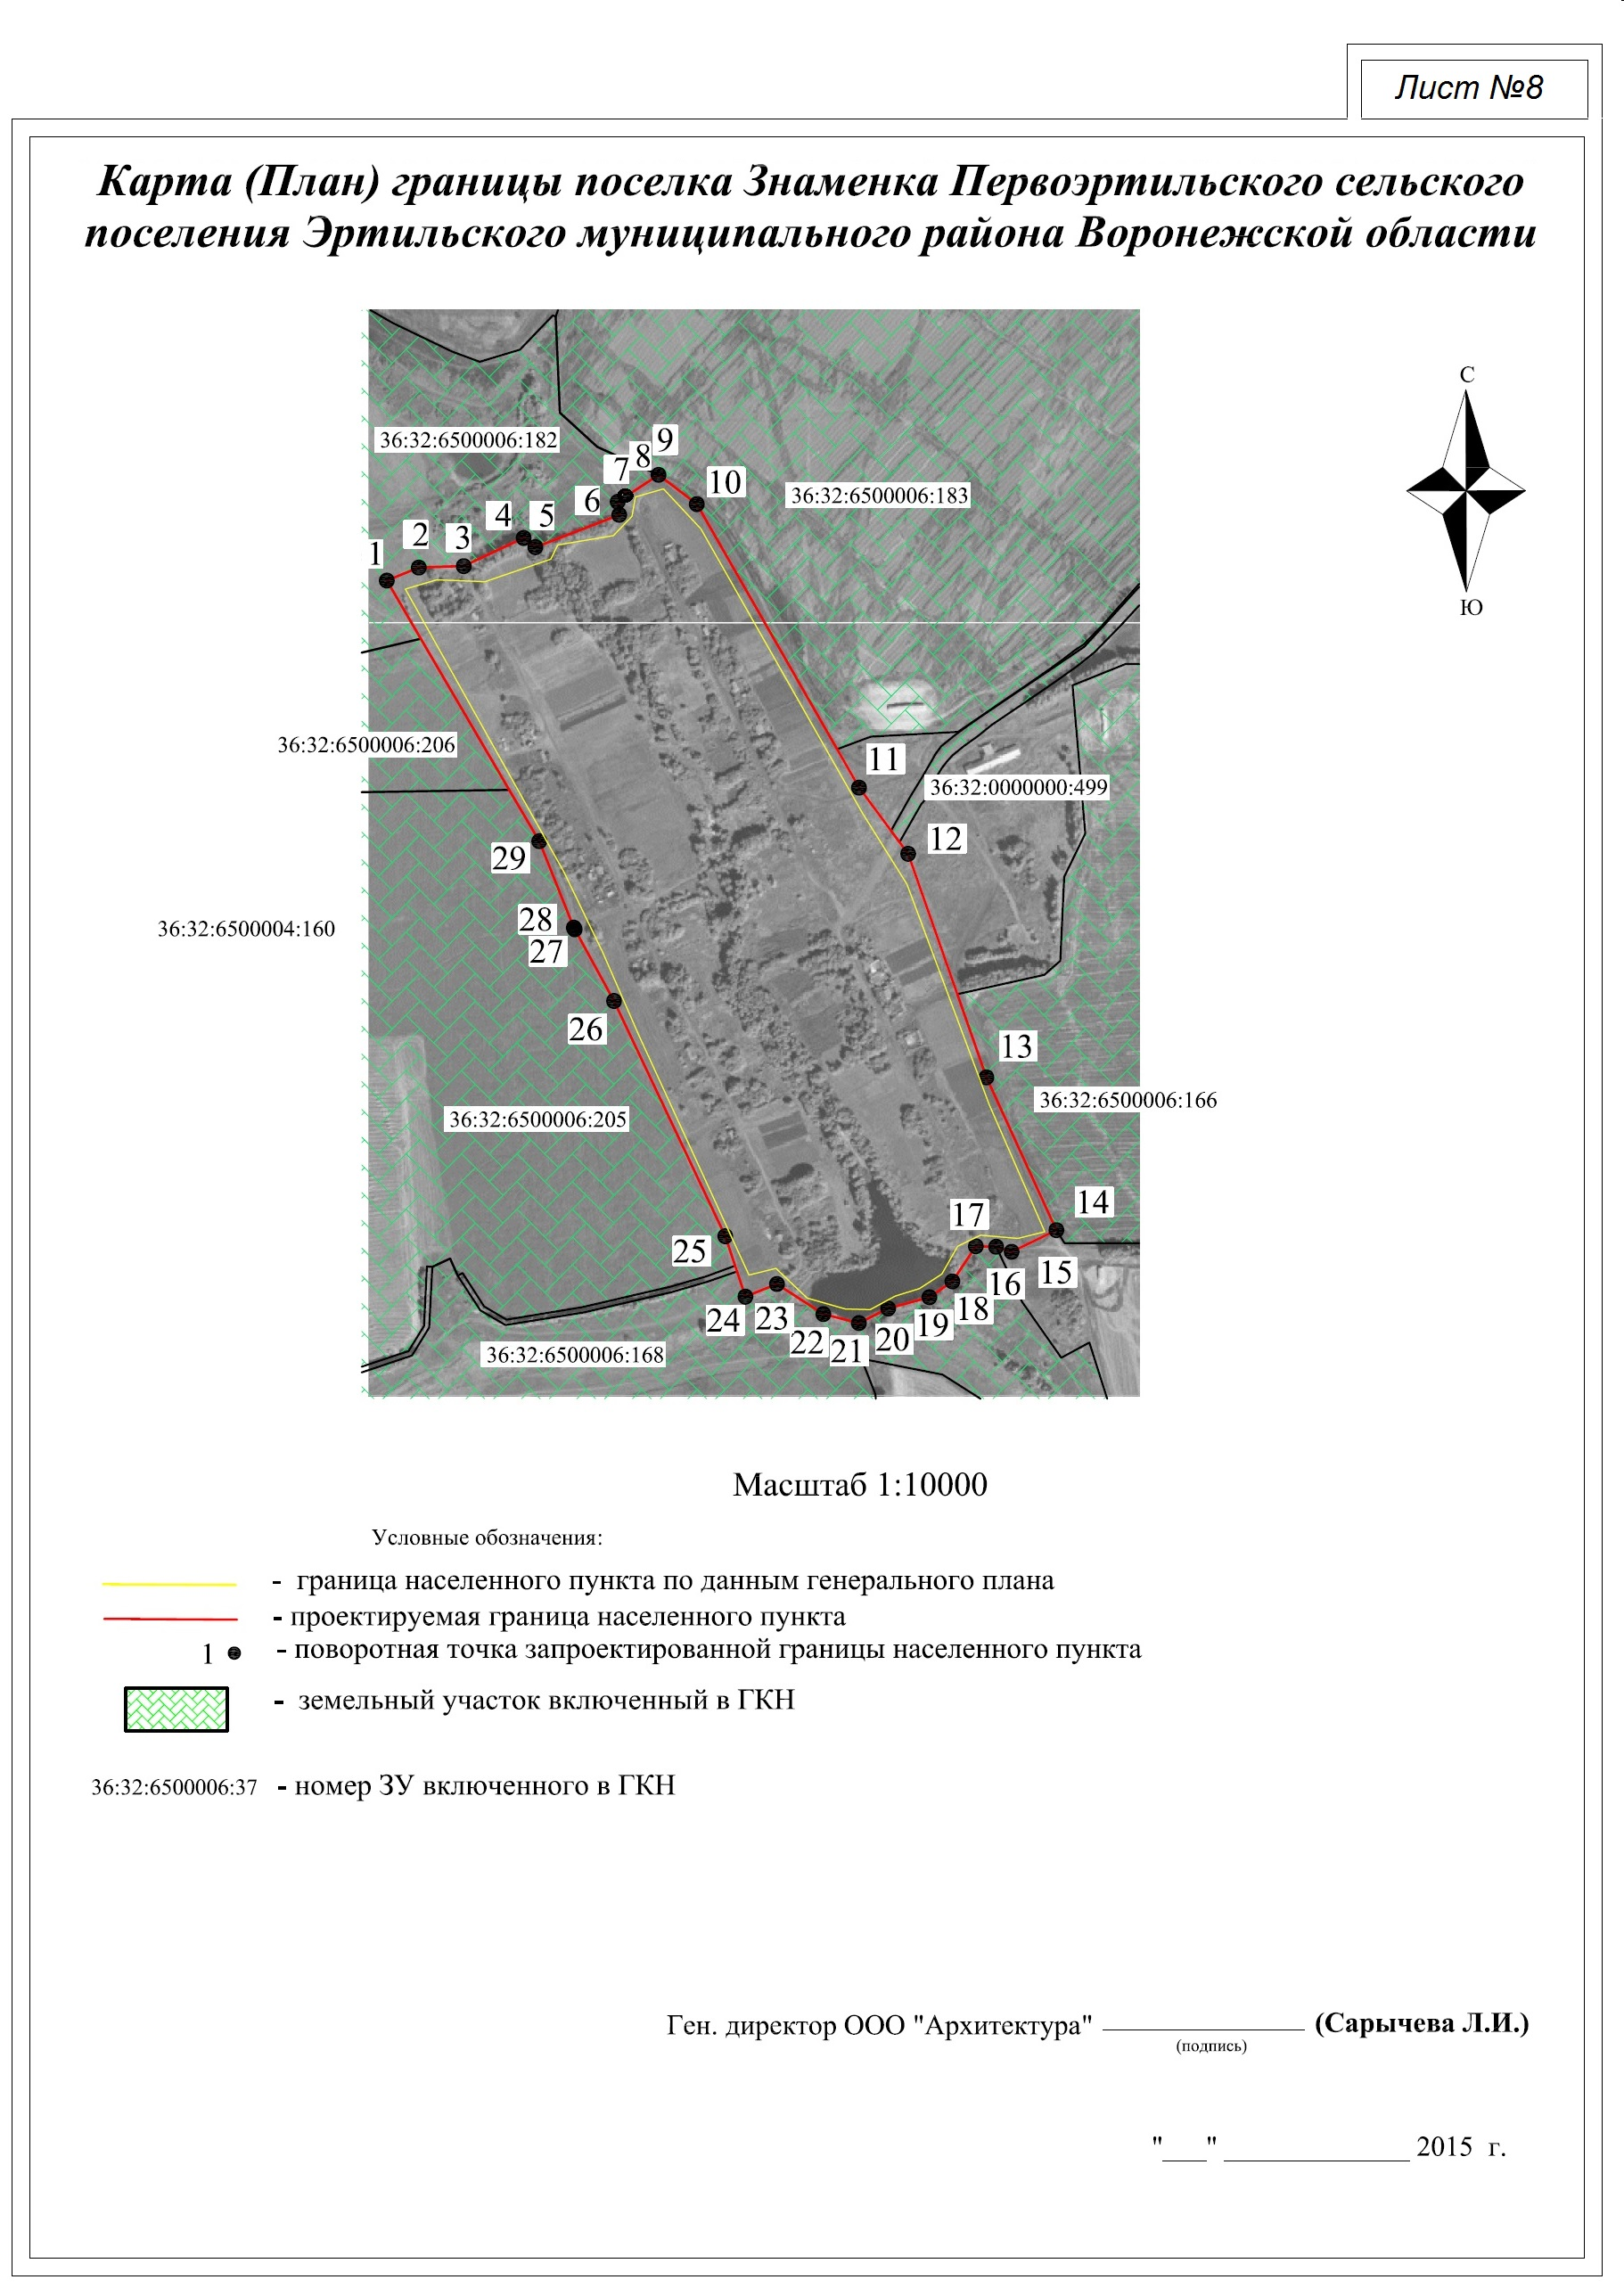 Лист №8
Карта (План) границы поселка Знаменка Первоэртильского сельского
поселения Эртильского муниципального района Воронежской области
С
Ю
36:32:6500006:182
36:32:6500006:183
1
2
3
4
5
6
7
8
9
10
36:32:6500006:206
11
36:32:0000000:499
12
29
28
27
36:32:6500004:160
26
13
36:32:6500006:166
36:32:6500006:205
14
17
25
16
15
24
23
22
21
20
19
18
36:32:6500006:168
Масштаб 1:10000
Условные обозначения:
- граница населенного пункта по данным генерального плана
- проектируемая граница населенного пункта
1 - поворотная точка запроектированной границы населенного пункта
- земельный участок включенный в ГКН
36:32:6500006:37 - номер ЗУ включенного в ГКН
Ген. директор ООО "Архитектура" ____________ (Сарычева Л.И.)
(подпись)
"___" ____________ 2015 г.